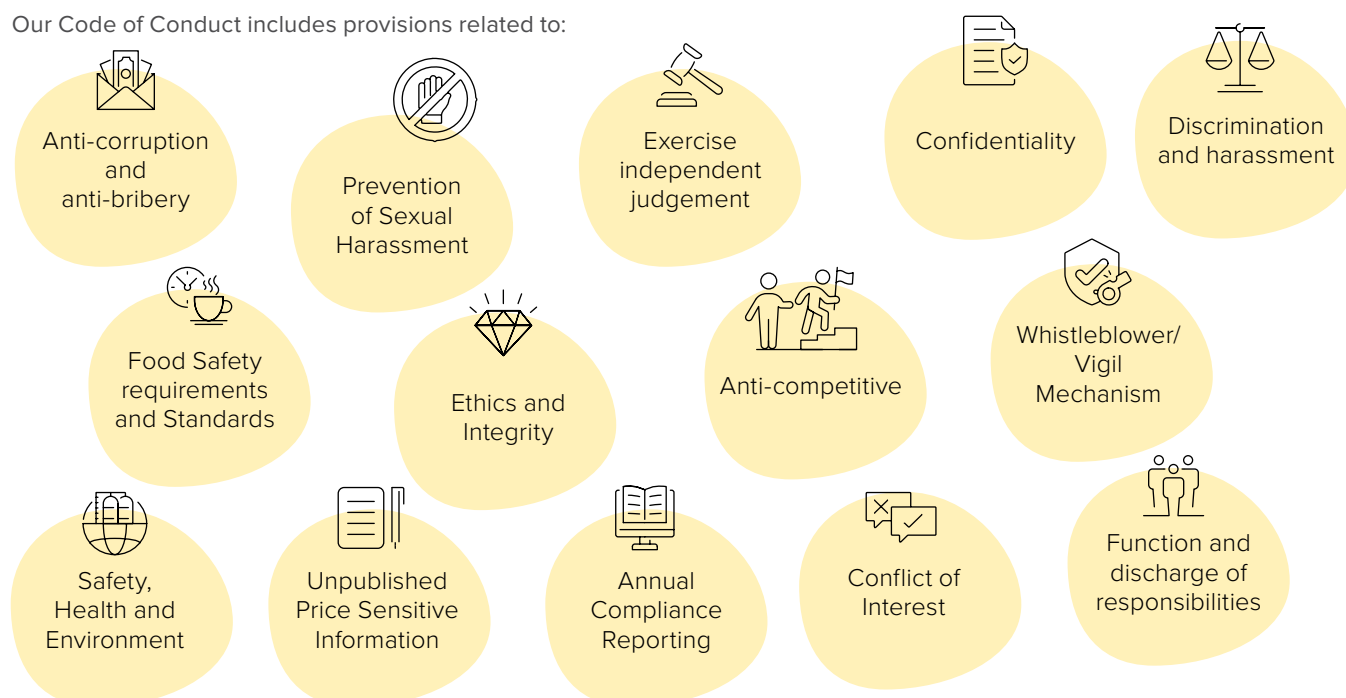 Our Code of Conduct includes provisions related to:
Anti-corruption
and
anti-bribery
Prevention
of Sexual
Harassment
Exercise
independent
judgement
Confidentiality
Discrimination
and harassment
Food Safety
requirements
and Standards
Ethics and
Integrity
Anti-competitive
Whistleblower/
Vigil
Mechanism
Safety,
Health and
Environment
Unpublished
Price Sensitive
Information
Annual
Compliance
Reporting
Conflict of
Interest
Function and
discharge of
responsibilities